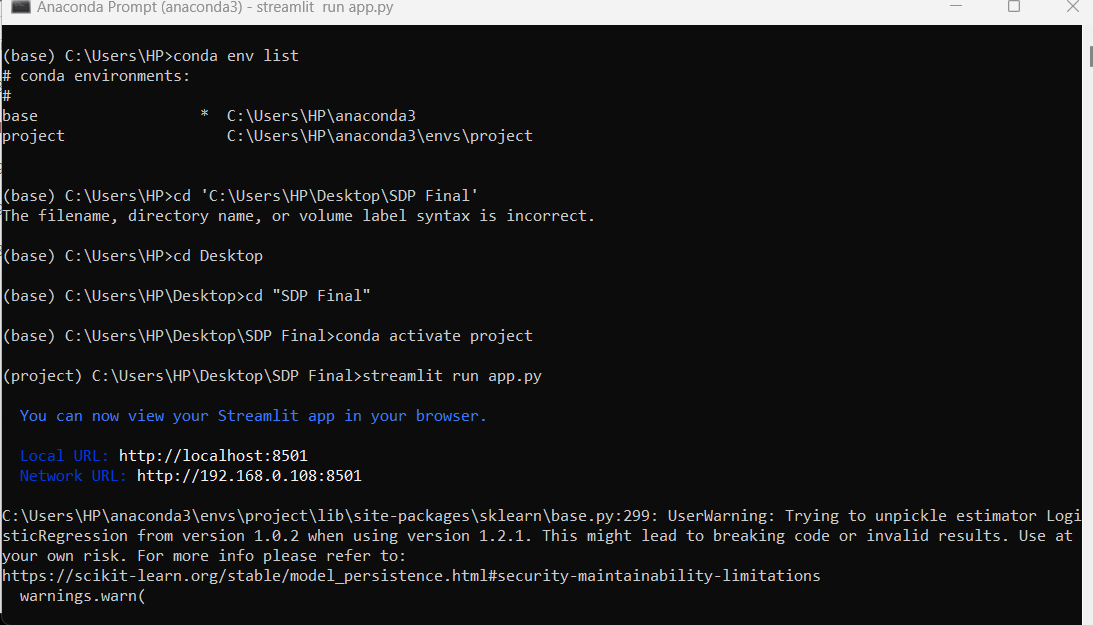 Anaconda Prompt (anaconda3) - streamlit  run app.py
(base) C:\Users\HP>conda env list
# conda environments:
#
base                  *  C:\Users\HP\anaconda3
project                  C:\Users\HP\anaconda3\envs\project
(base) C:\Users\HP>cd 'C:\Users\HP\Desktop\SDP Final'
The filename, directory name, or volume label syntax is incorrect.
(base) C:\Users\HP>cd Desktop
(base) C:\Users\HP\Desktop>cd "SDP Final"
(base) C:\Users\HP\Desktop\SDP Final>conda activate project
(project) C:\Users\HP\Desktop\SDP Final>streamlit run app.py
You can now view your Streamlit app in your browser.
Local URL: http://localhost:8501
Network URL: http://192.168.0.108:8501
C:\Users\HP\anaconda3\envs\project\lib\site-packages\sklearn\base.py:299: UserWarning: Trying to unpickle estimator Logi
sticRegression from version 1.0.2 when using version 1.2.1. This might lead to breaking code or invalid results. Use at
your own risk. For more info please refer to:
https://scikit-learn.org/stable/model_persistence.html#security-maintainability-limitations
  warnings.warn(